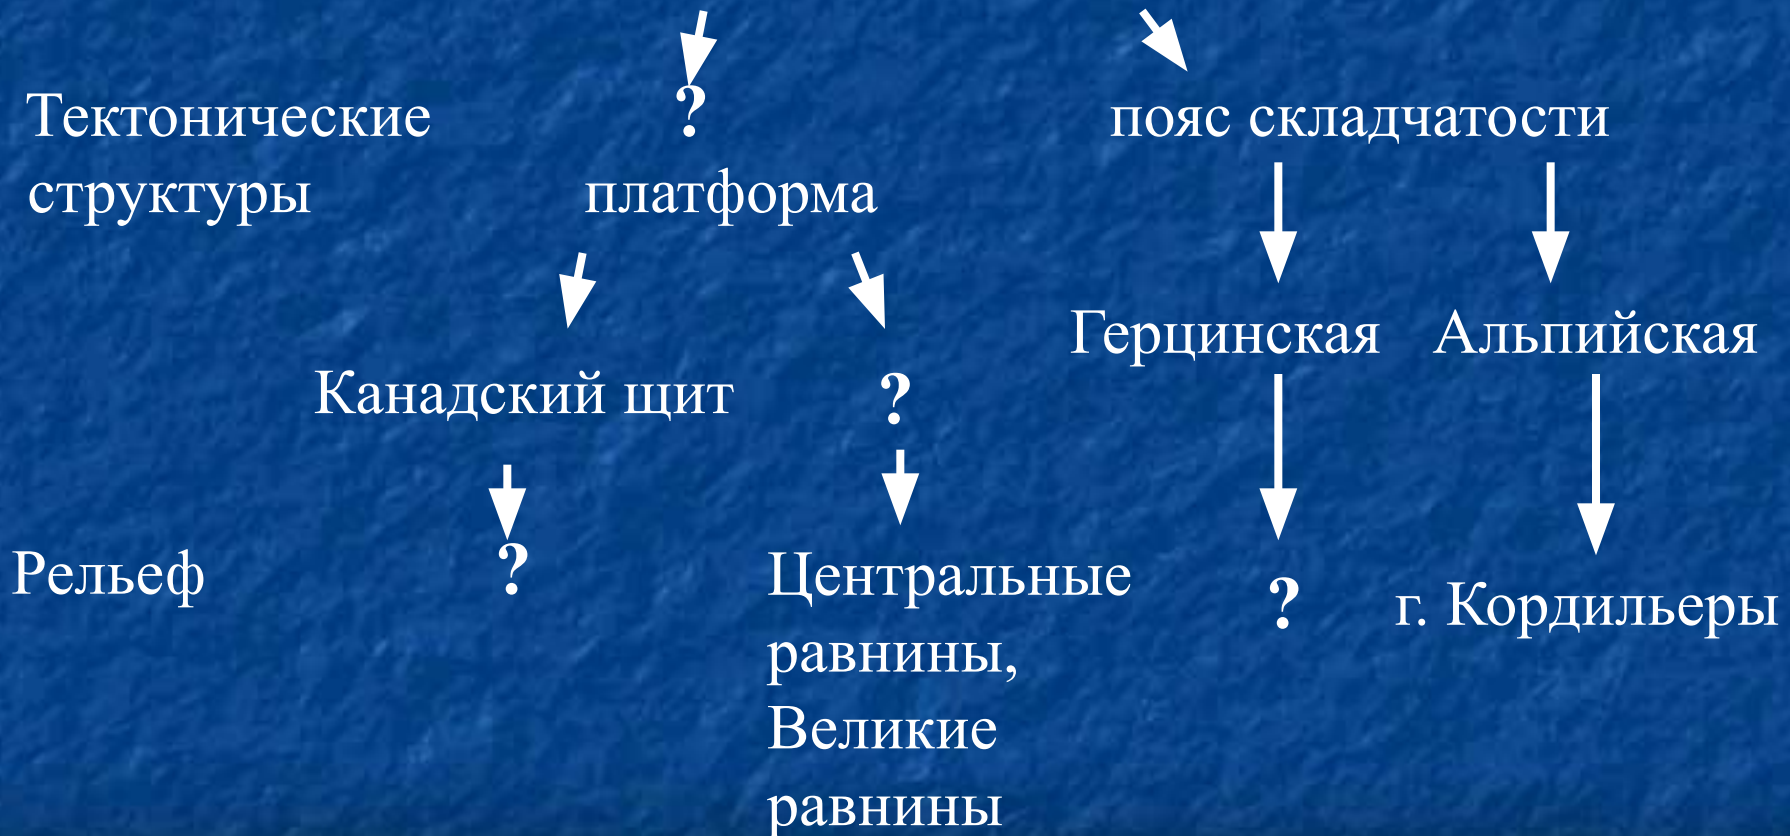 Тектонические
структуры
?
платформа
пояс складчатости
Герцинская
Альпийская
Канадский щит
?
Рельеф
?
Центральные
равнины,
Великие
равнины
?
г. Кордильеры